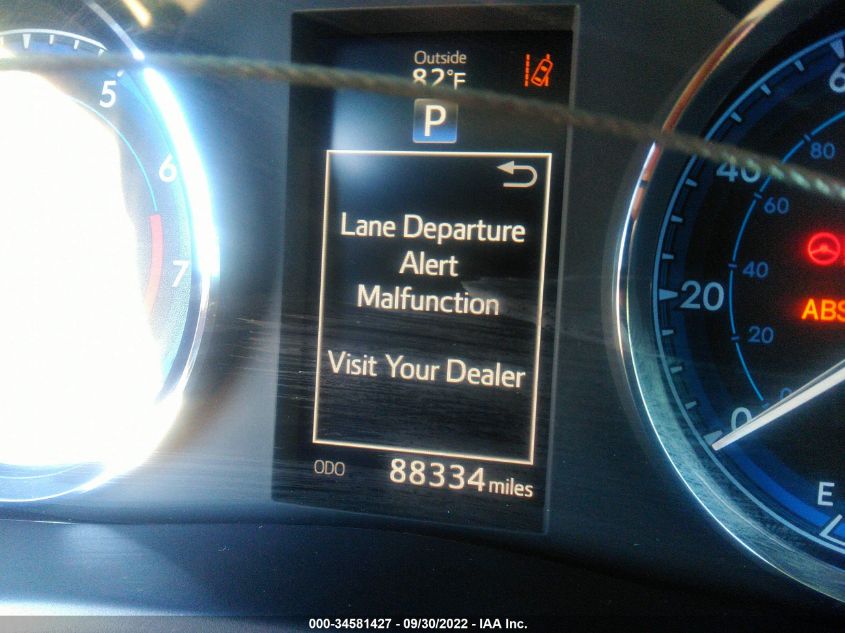 Outside
82°F
P
Lane Departure
Alert
Malfunction
Visit Your Dealer
ODO 88334 miles
5
6
7
80
40
60
40
20
20
0
ABS
E
000-34581427 - 09/30/2022 - IAA Inc.